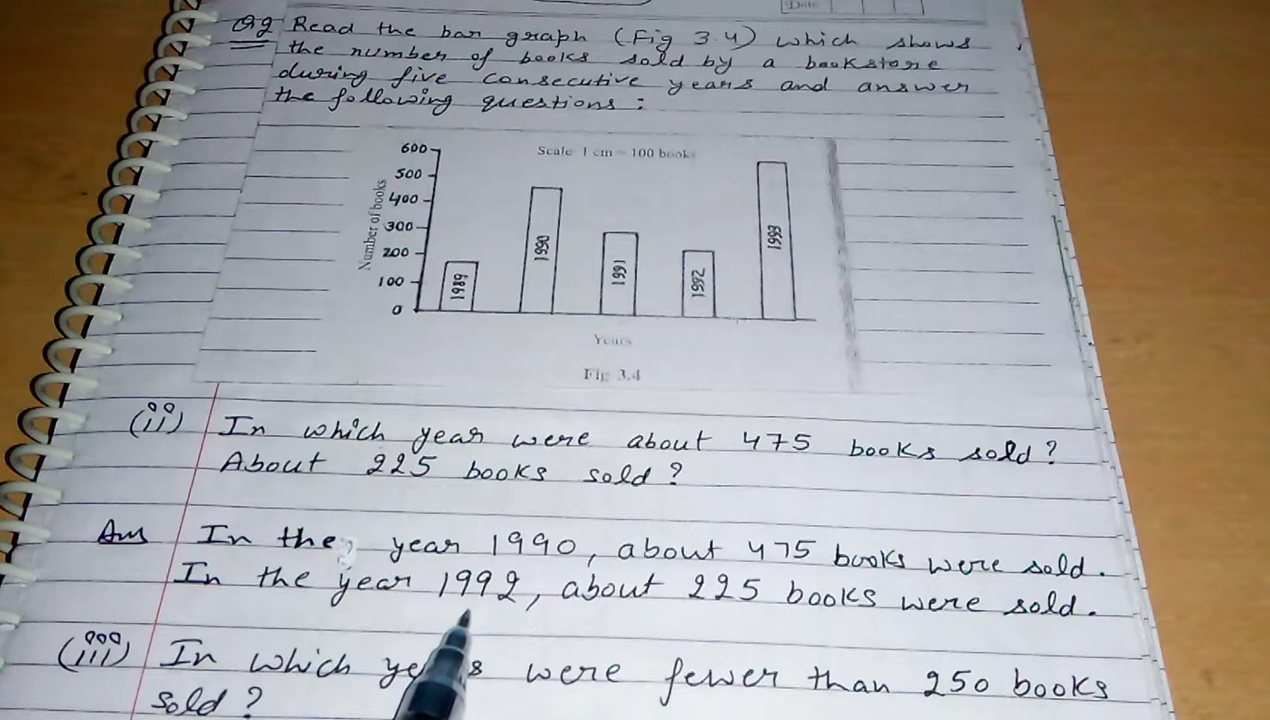 Date
Q2 Read the bar graph (Fig 3.4) which shows
the number of books sold by a bookstore
during five consecutive years and answer
the following questions:
Scale 1 cm = 100 books
600
500
400
300
200
100
0
Number of books
1989
1990
1991
1992
1993
Years
Fig 3.4
(ii) In which year were about 475 books sold?
About 225 books sold?
Ans In the year 1990, about 475 books were sold.
In the year 1992, about 225 books were sold.
(iii) In which were fewer than 250 books
sold?